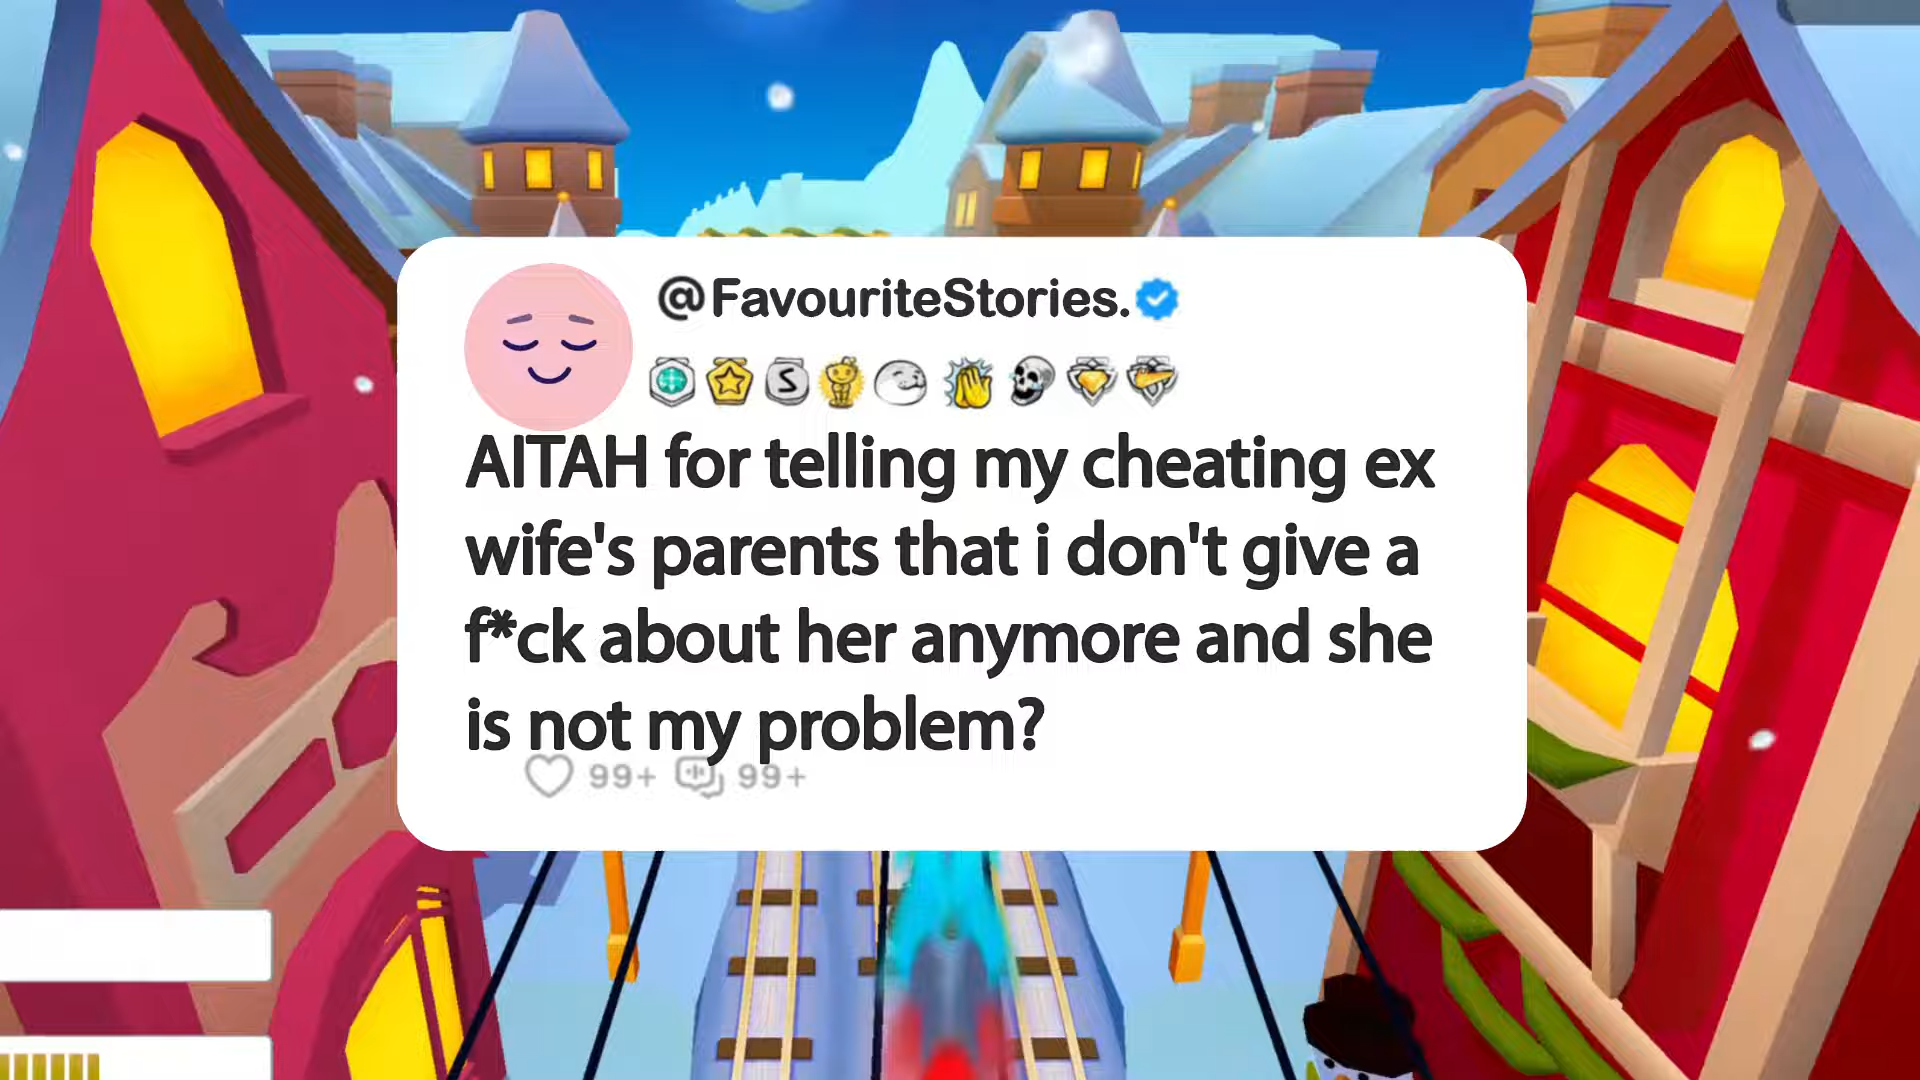 @FavouriteStories.
S
AITAH for telling my cheating ex
wife's parents that i don't give a
f*ck about her anymore and she
is not my problem?
99+ 99+